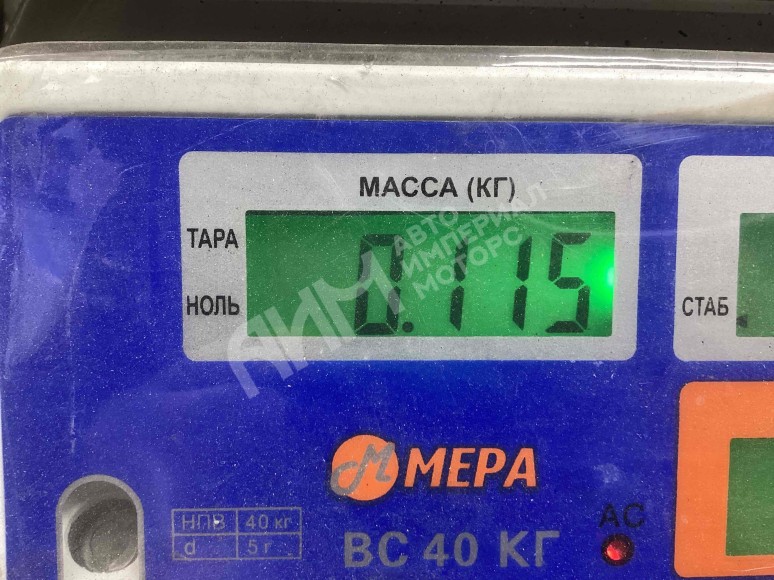 МАССА (КГ)
ТАРА
НОЛЬ
0.115
СТАБ
АВТО
ИМПЕРИАЛ
МОТОРС
АИМ
М МЕРА
НПВ 40 кг
d 5 г
ВС 40 КГ
АС